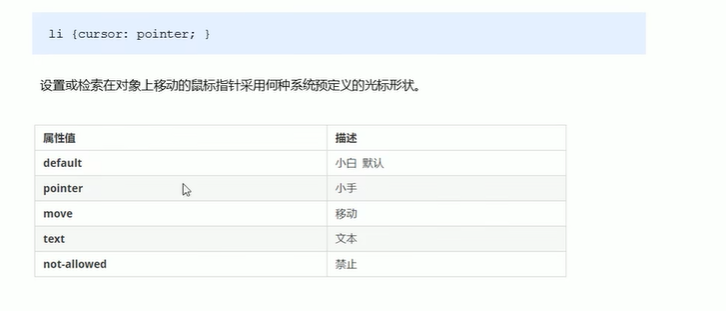 li {cursor: pointer; }
设置或检索在对象上移动的鼠标指针采用何种系统预定义的光标形状。
属性值 描述
default 小白 默认
pointer 小手
move 移动
text 文本
not-allowed 禁止